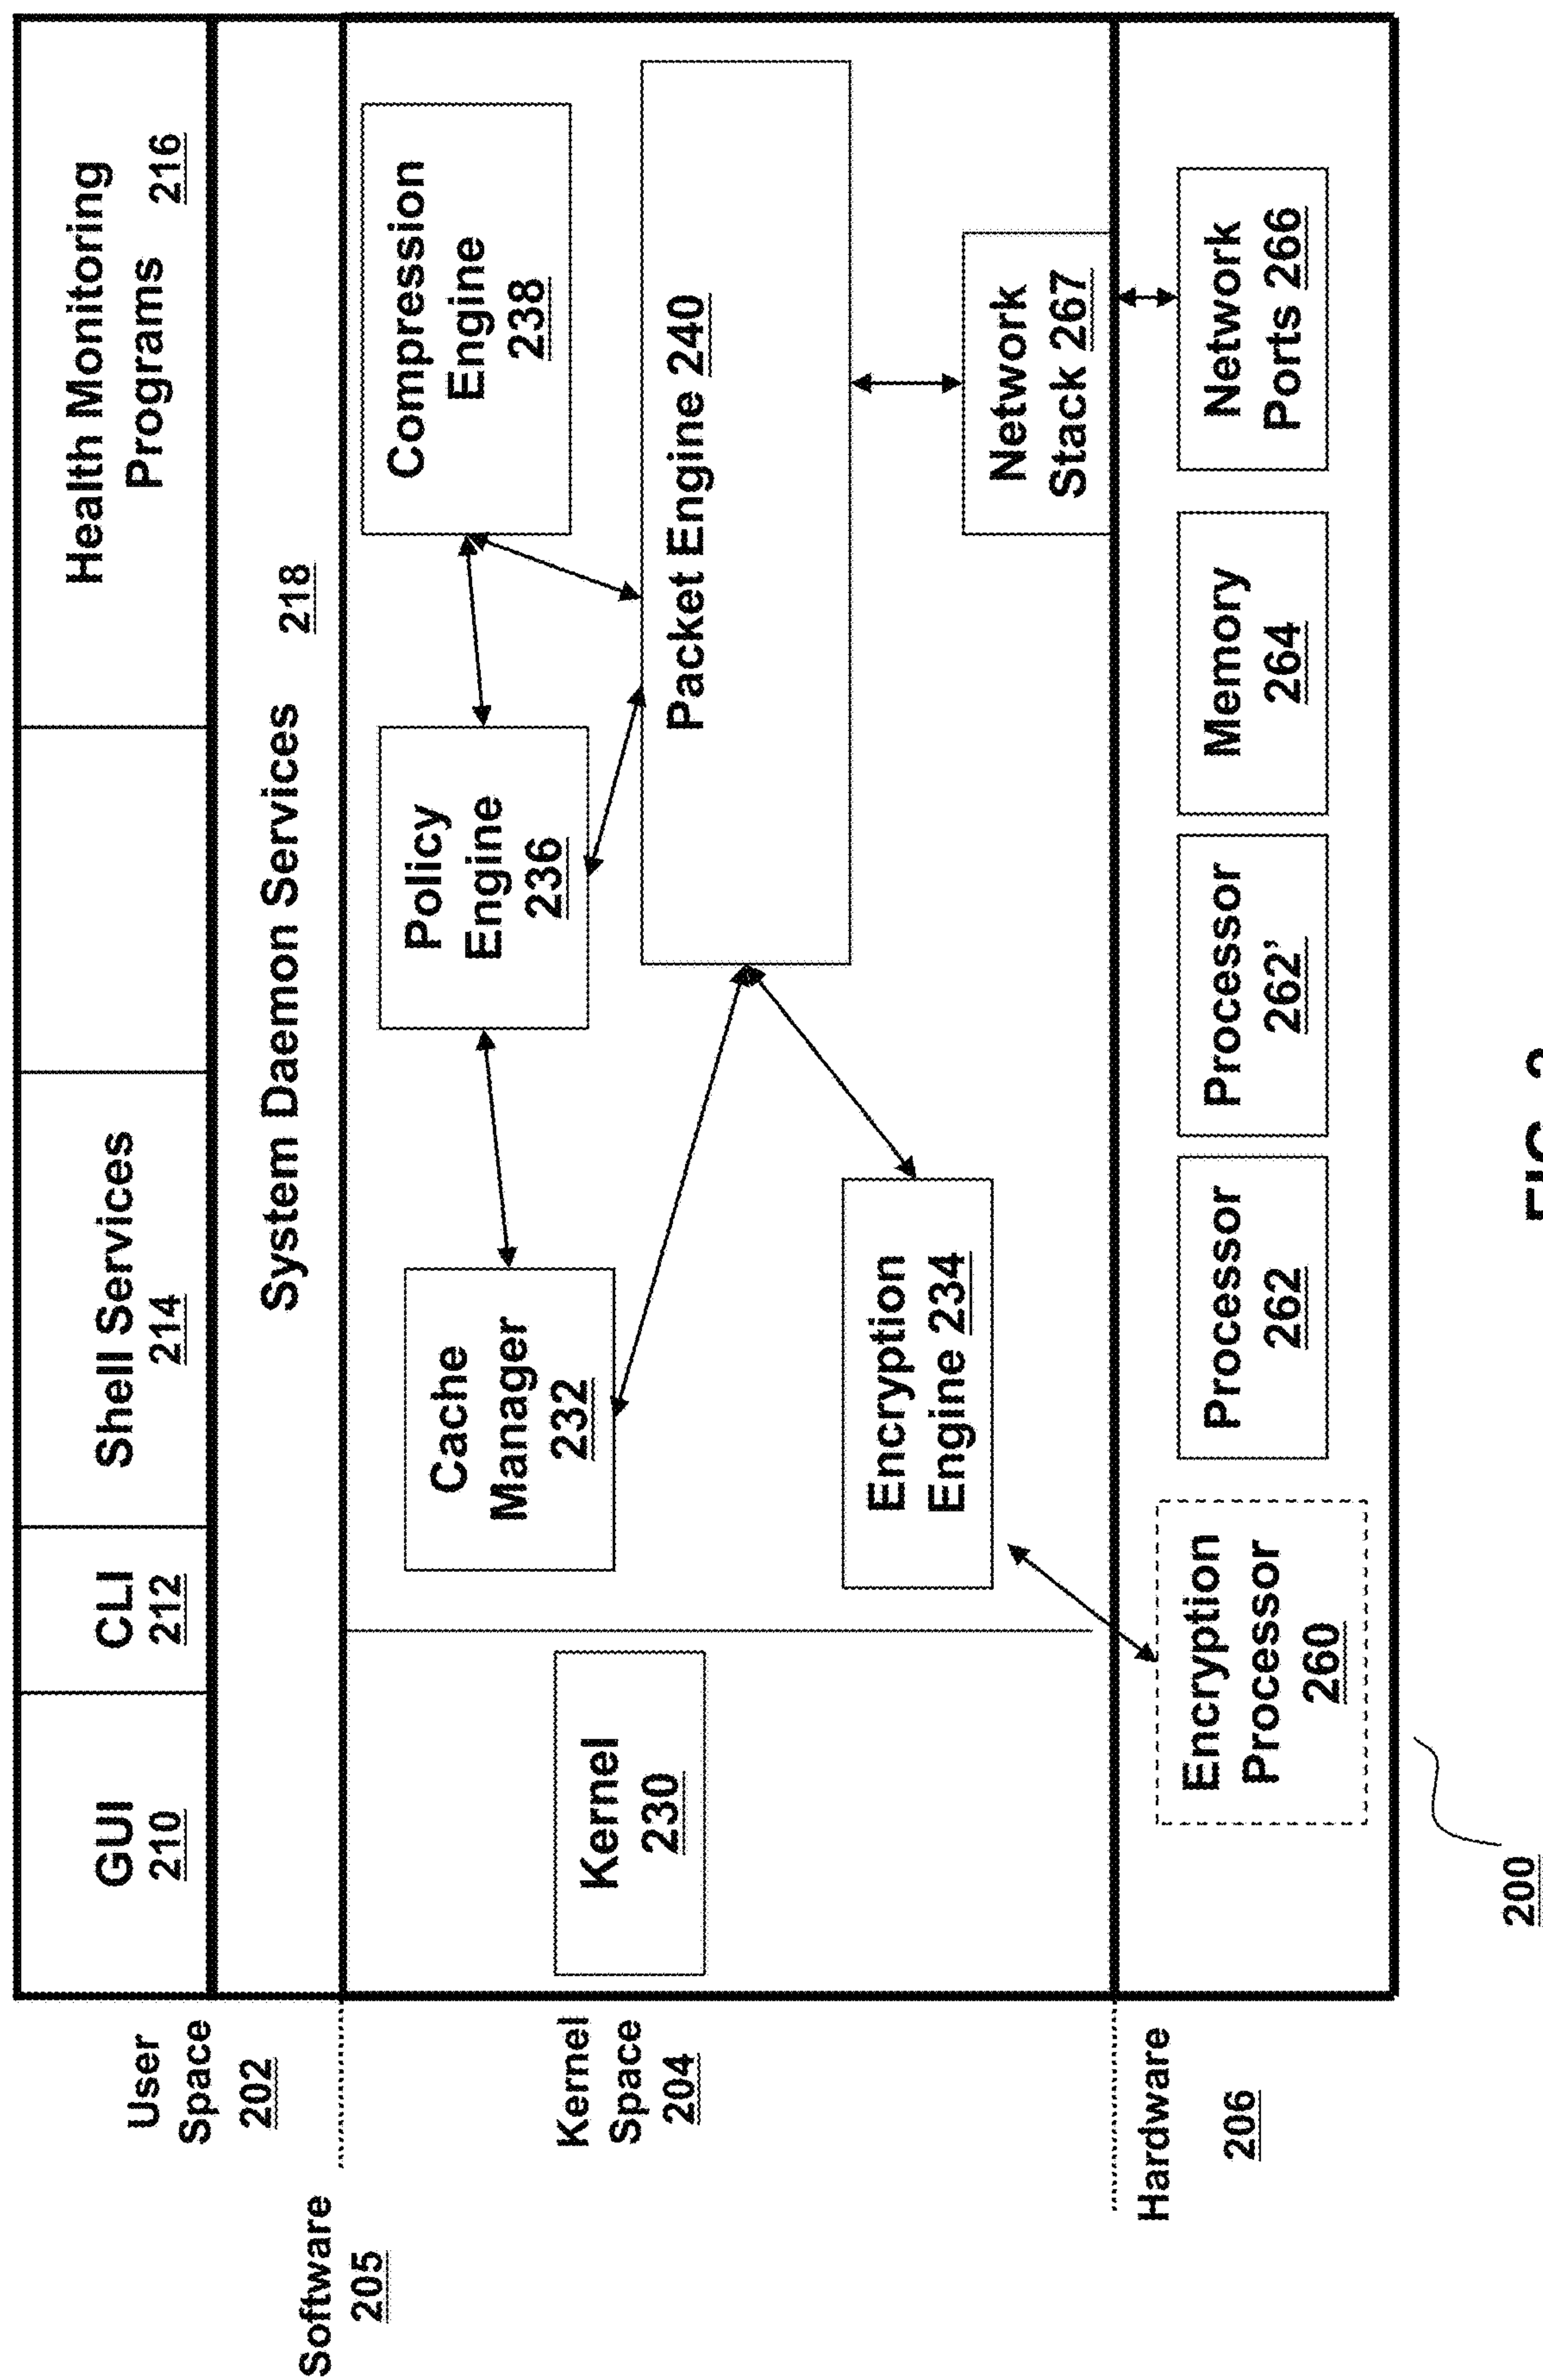 GUI
210
CLI
212
Shell Services
214
Health Monitoring
Programs 216
User
Space
202
System Daemon Services 218
Software
205
Kernel
Space
204
Kernel
230
Cache
Manager
232
Policy
Engine
236
Compression
Engine
238
Packet Engine 240
Encryption
Engine 234
Network
Stack 267
Hardware
206
Encryption
Processor
260
Processor
262
Processor
262’
Memory
264
Network
Ports 266
200